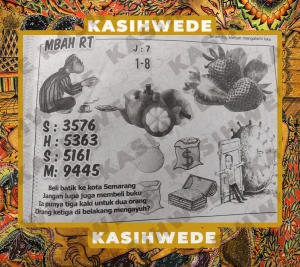 KASIHWEDE
MBAH RT
J : 7
1-8
S : 3576
H : 5363
S : 5161
M: 9445
$
Beli batik ke kota Semarang
Jangan lupa juga membeli buku
Ia punya tiga kaki untuk dua orang
Orang ketiga di belakang mengayuh?
KASIHWEDE